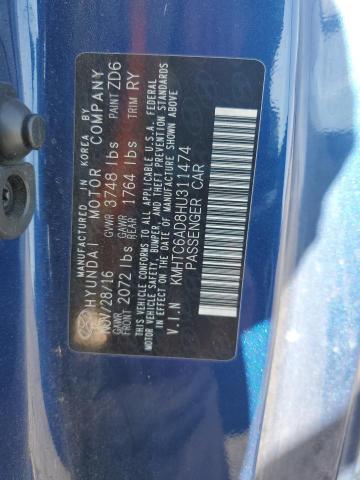 MANUFACTURED IN KOREA BY
HYUNDAI MOTOR COMPANY
NOV/28/16 GVWR 3748 lbs PAINT ZD6
GAWR FRONT 2072 lbs GAWR REAR 1764 lbs TRIM RY
THIS VEHICLE CONFORMS TO ALL APPLICABLE U.S.A. FEDERAL
MOTOR VEHICLE SAFETY, BUMPER, AND THEFT PREVENTION
STANDARDS IN EFFECT ON THE DATE OF MANUFACTURE SHOWN ABOVE
V.I.N KMHTC6AD8HU311474
PASSENGER CAR